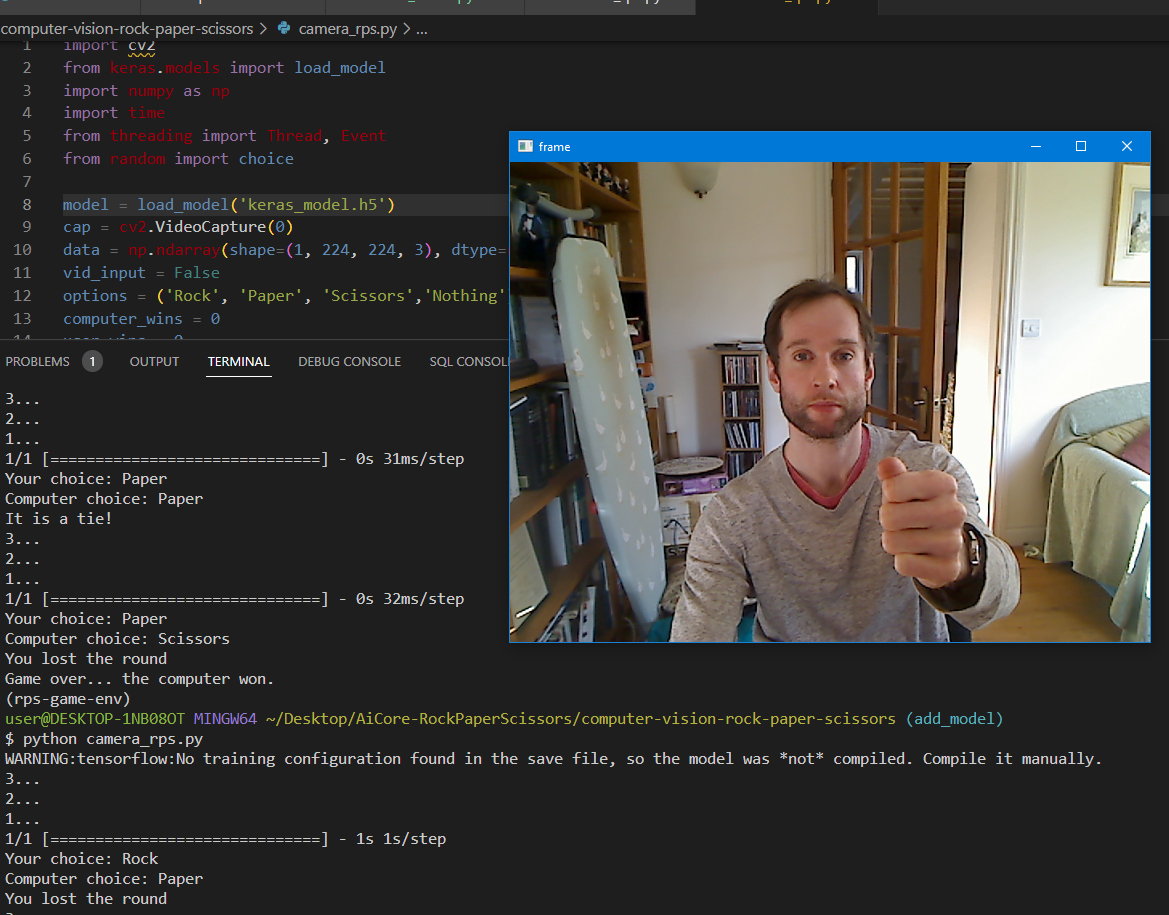 computer-vision-rock-paper-scissors > camera_rps.py > ...
1 import cv2
2 from keras.models import load_model
3 import numpy as np
4 import time
5 from threading import Thread, Event
6 from random import choice
7
8 model = load_model('keras_model.h5')
9 cap = cv2.VideoCapture(0)
10 data = np.ndarray(shape=(1, 224, 224, 3), dtype=
11 vid_input = False
12 options = ('Rock', 'Paper', 'Scissors','Nothing'
13 computer_wins = 0
frame
PROBLEMS 1 OUTPUT TERMINAL DEBUG CONSOLE SQL CONSOL
3...
2...
1...
1/1 [==============================] - 0s 31ms/step
Your choice: Paper
Computer choice: Paper
It is a tie!
3...
2...
1...
1/1 [==============================] - 0s 32ms/step
Your choice: Paper
Computer choice: Scissors
You lost the round
Game over... the computer won.
(rps-game-env)
user@DESKTOP-1NB08OT MINGW64 ~/Desktop/AiCore-RockPaperScissors/computer-vision-rock-paper-scissors (add_model)
$ python camera_rps.py
WARNING:tensorflow:No training configuration found in the save file, so the model was *not* compiled. Compile it manually.
3...
2...
1...
1/1 [==============================] - 1s 1s/step
Your choice: Rock
Computer choice: Paper
You lost the round